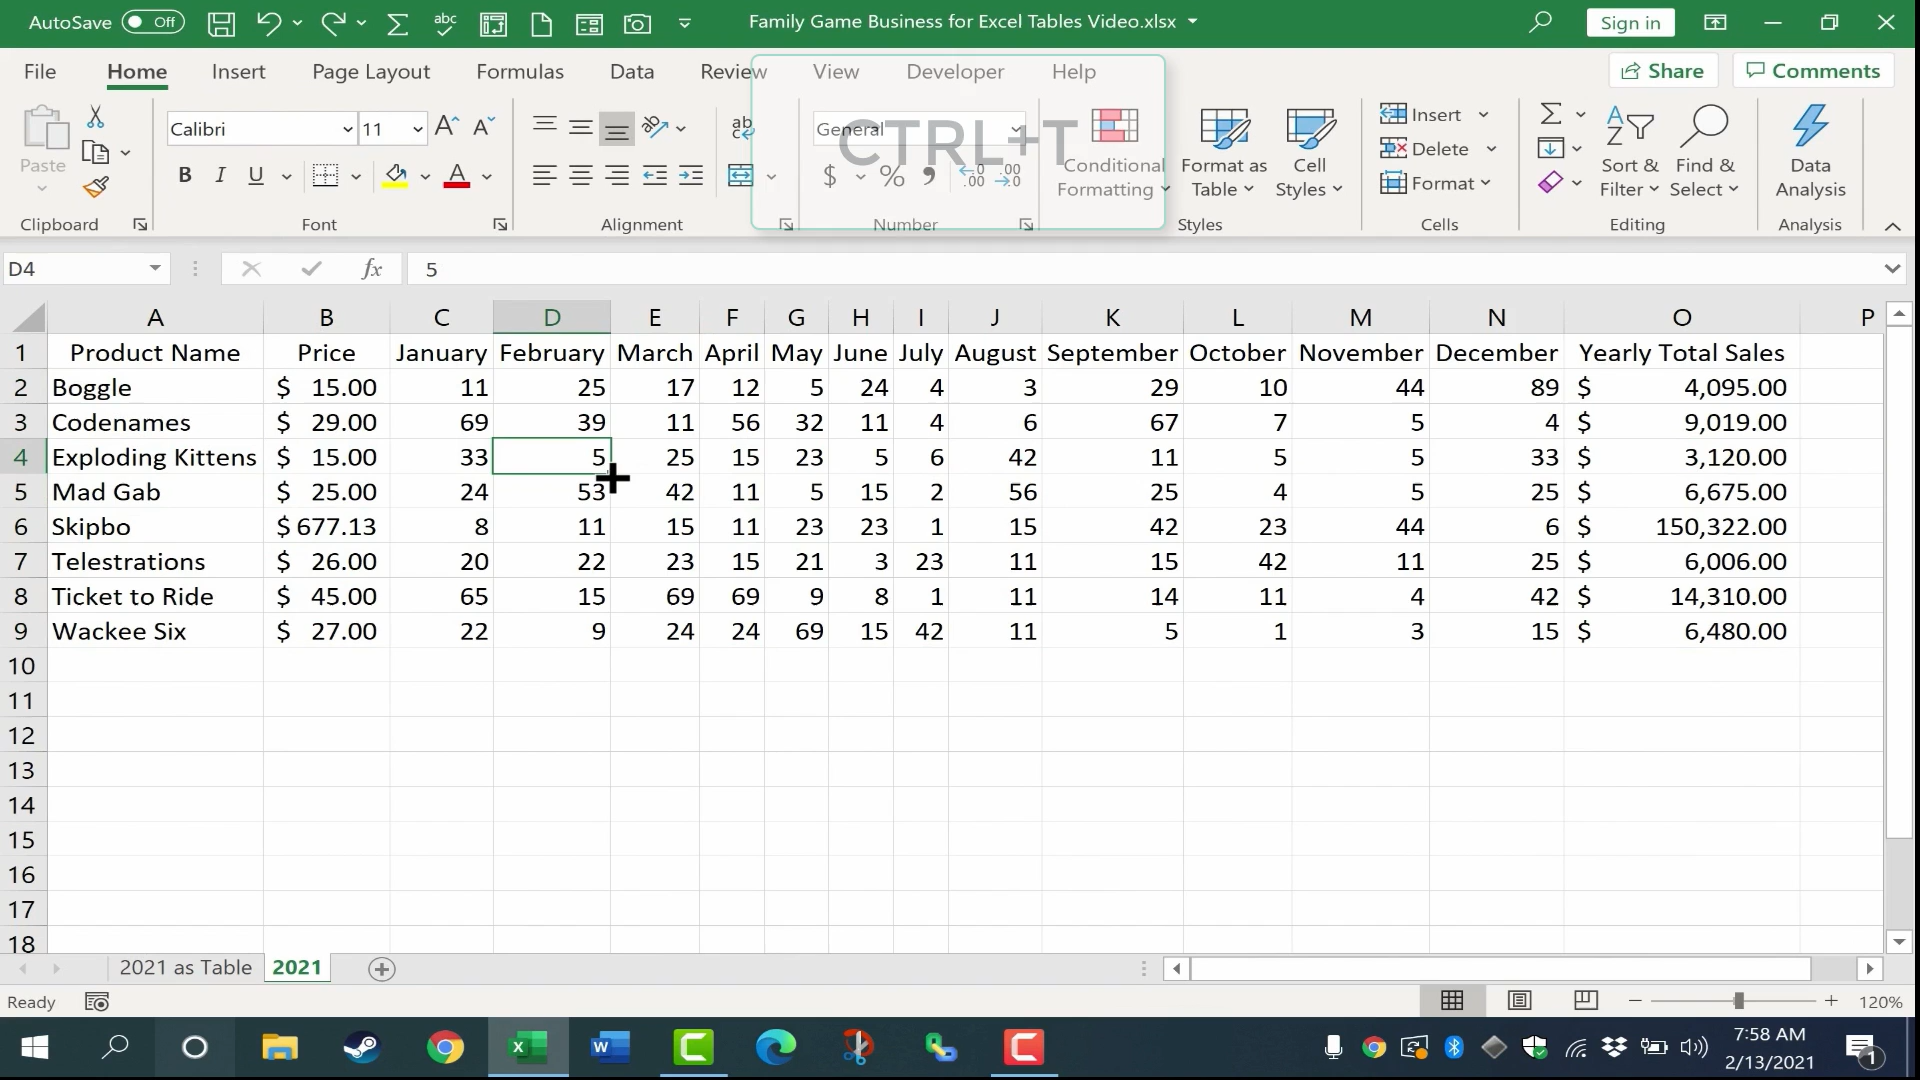 AutoSave Off abc Family Game Business for Excel Tables Video.xlsx Sign in
File Home Insert Page Layout Formulas Data Review View Developer Help Share Comments
CTRL+T
Paste Calibri 11 A A ab General Conditional Formatting Format as Table Cell Styles Insert Delete Format Sort & Filter Find & Select Data Analysis
B I U A $ % .00
Clipboard Font Alignment Number Styles Cells Editing Analysis
D4 fx 5
A B C D E F G H I J K L M N O P
1 Product Name Price January February March April May June July August September October November December Yearly Total Sales
2 Boggle $ 15.00 11 25 17 12 5 24 4 3 29 10 44 89 $ 4,095.00
3 Codenames $ 29.00 69 39 11 56 32 11 4 6 67 7 5 4 $ 9,019.00
4 Exploding Kittens $ 15.00 33 5 25 15 23 5 6 42 11 5 5 33 $ 3,120.00
5 Mad Gab $ 25.00 24 53 42 11 5 15 2 56 25 4 5 25 $ 6,675.00
6 Skipbo $ 677.13 8 11 15 11 23 23 1 15 42 23 44 6 $ 150,322.00
7 Telestrations $ 26.00 20 22 23 15 21 3 23 11 15 42 11 25 $ 6,006.00
8 Ticket to Ride $ 45.00 65 15 69 69 9 8 1 11 14 11 4 42 $ 14,310.00
9 Wackee Six $ 27.00 22 9 24 24 69 15 42 11 5 1 3 15 $ 6,480.00
10
11
12
13
14
15
16
17
18
2021 as Table 2021
Ready 120%
7:58 AM
2/13/2021
1